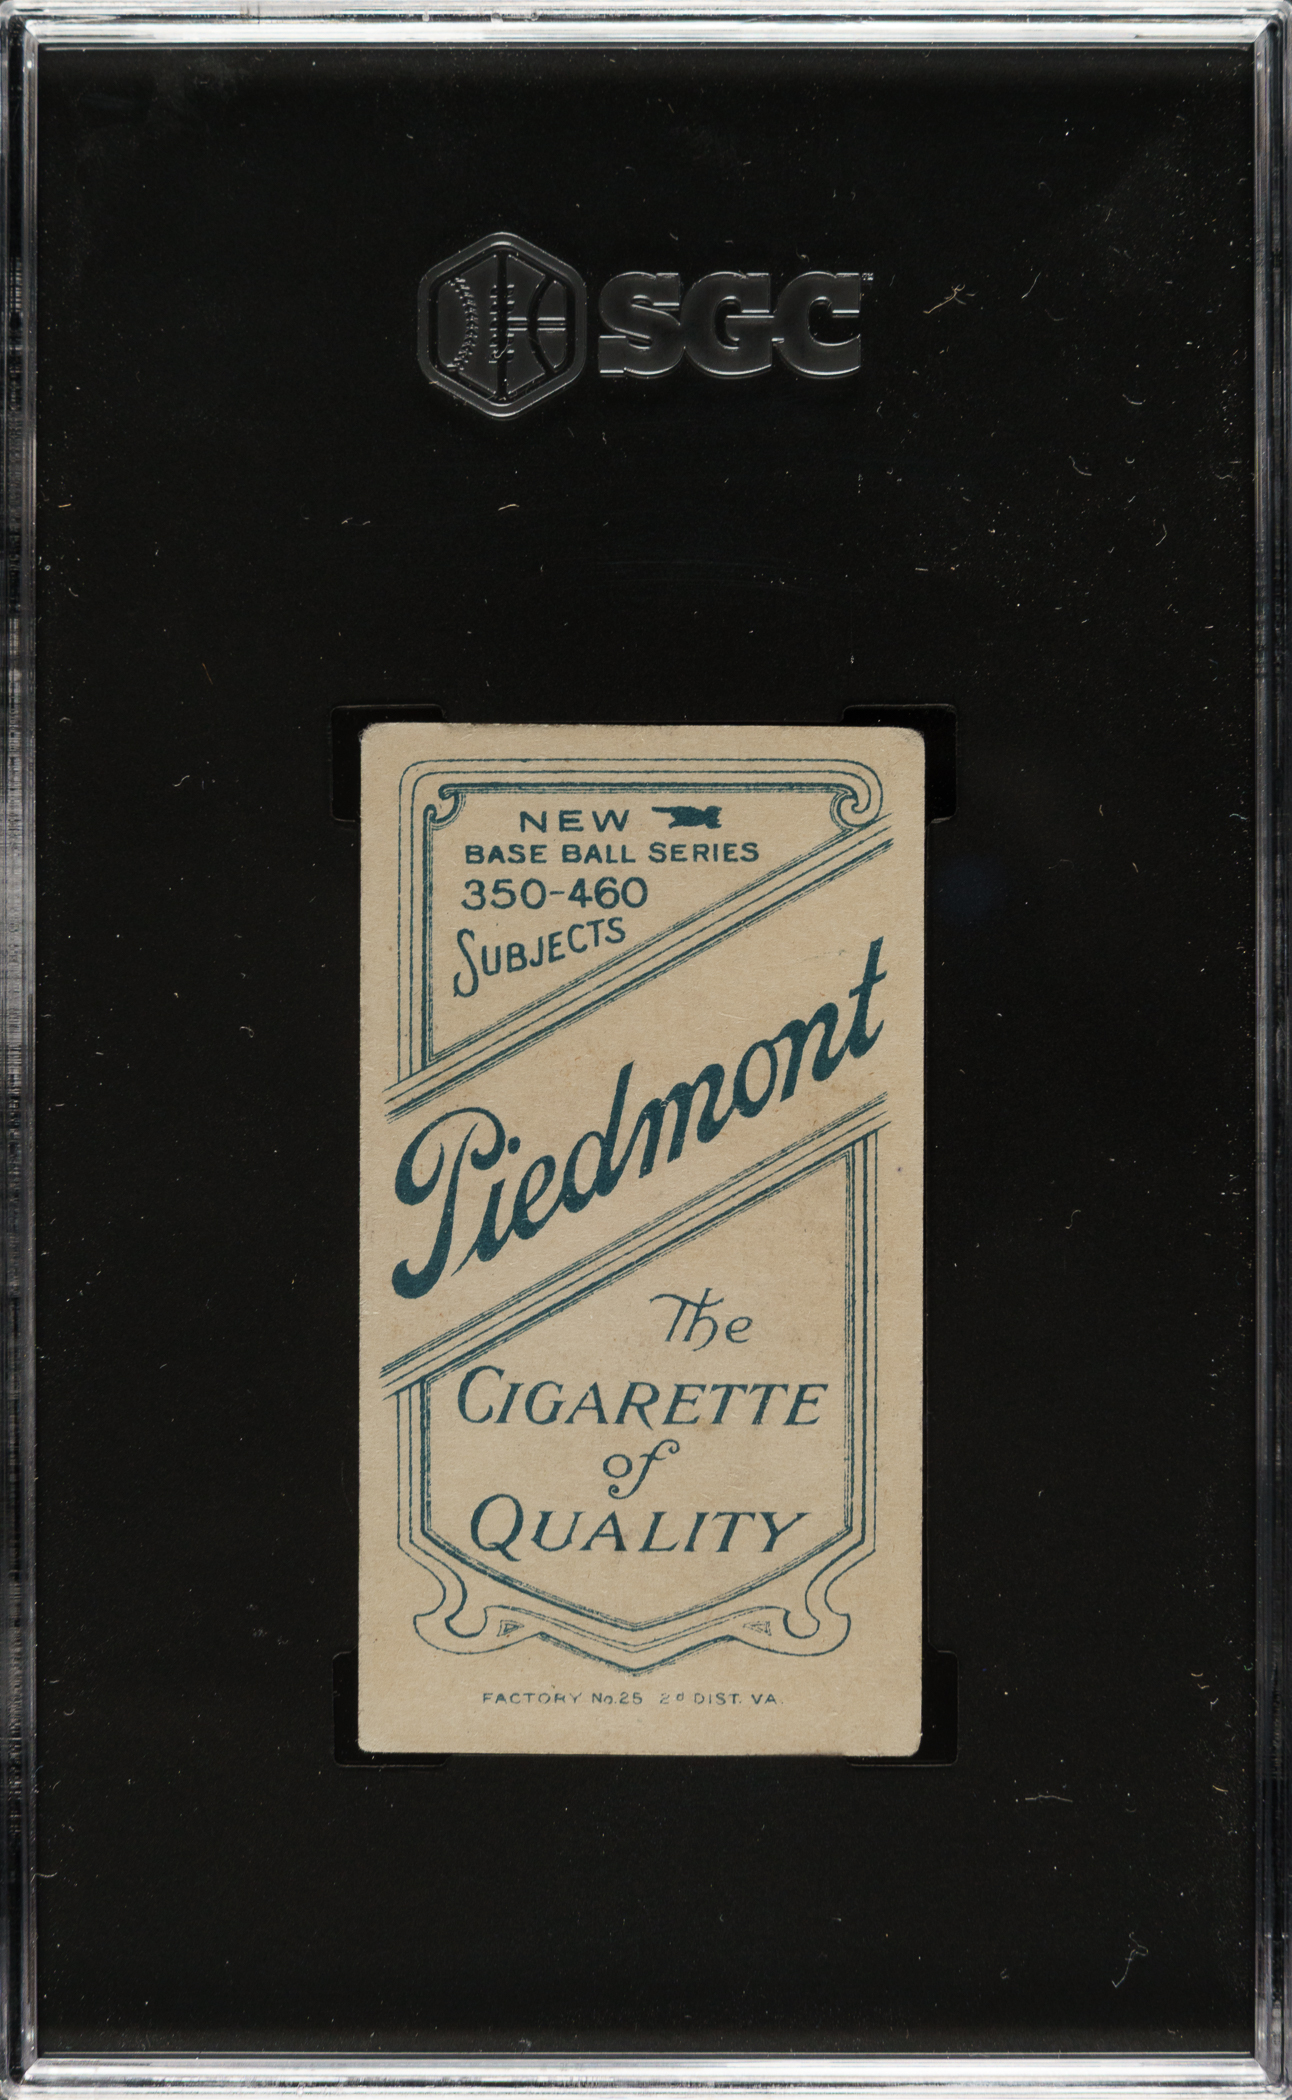 SGC
NEW
BASE BALL SERIES
350-460
SUBJECTS
Piedmont
The
CIGARETTE
of
QUALITY
FACTORY No. 25 2d DIST. VA.